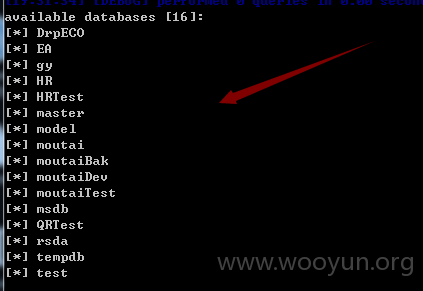 available databases [16]:
[*] DrpECO
[*] EA
[*] gy
[*] HR
[*] HRTest
[*] master
[*] model
[*] moutai
[*] moutaiBak
[*] moutaiDev
[*] moutaiTest
[*] msdb
[*] QRTest
[*] rsda
[*] tempdb
[*] test
www.wooyun.org